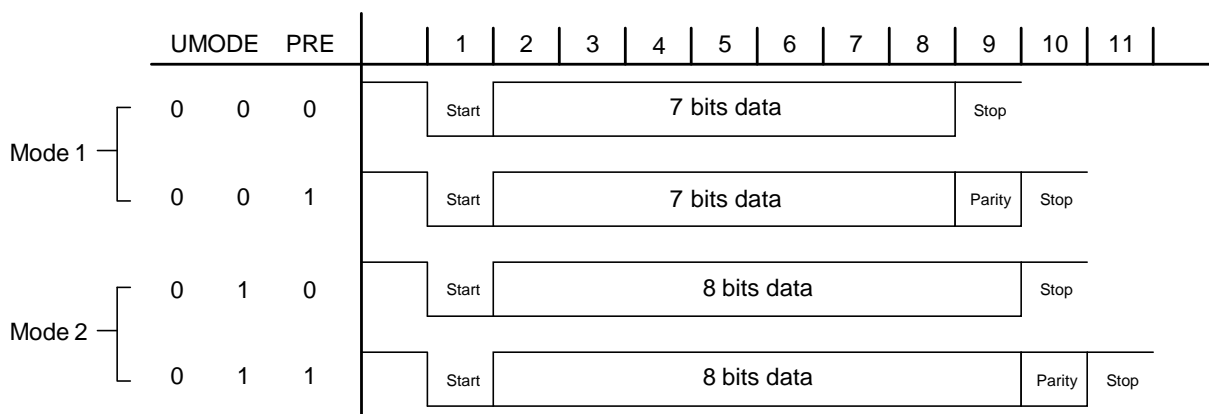 UMODE PRE 1 2 3 4 5 6 7 8 9 10 11
Mode 1
0 0 0 Start 7 bits data Stop
0 0 1 Start 7 bits data Parity Stop
Mode 2
0 1 0 Start 8 bits data Stop
0 1 1 Start 8 bits data Parity Stop